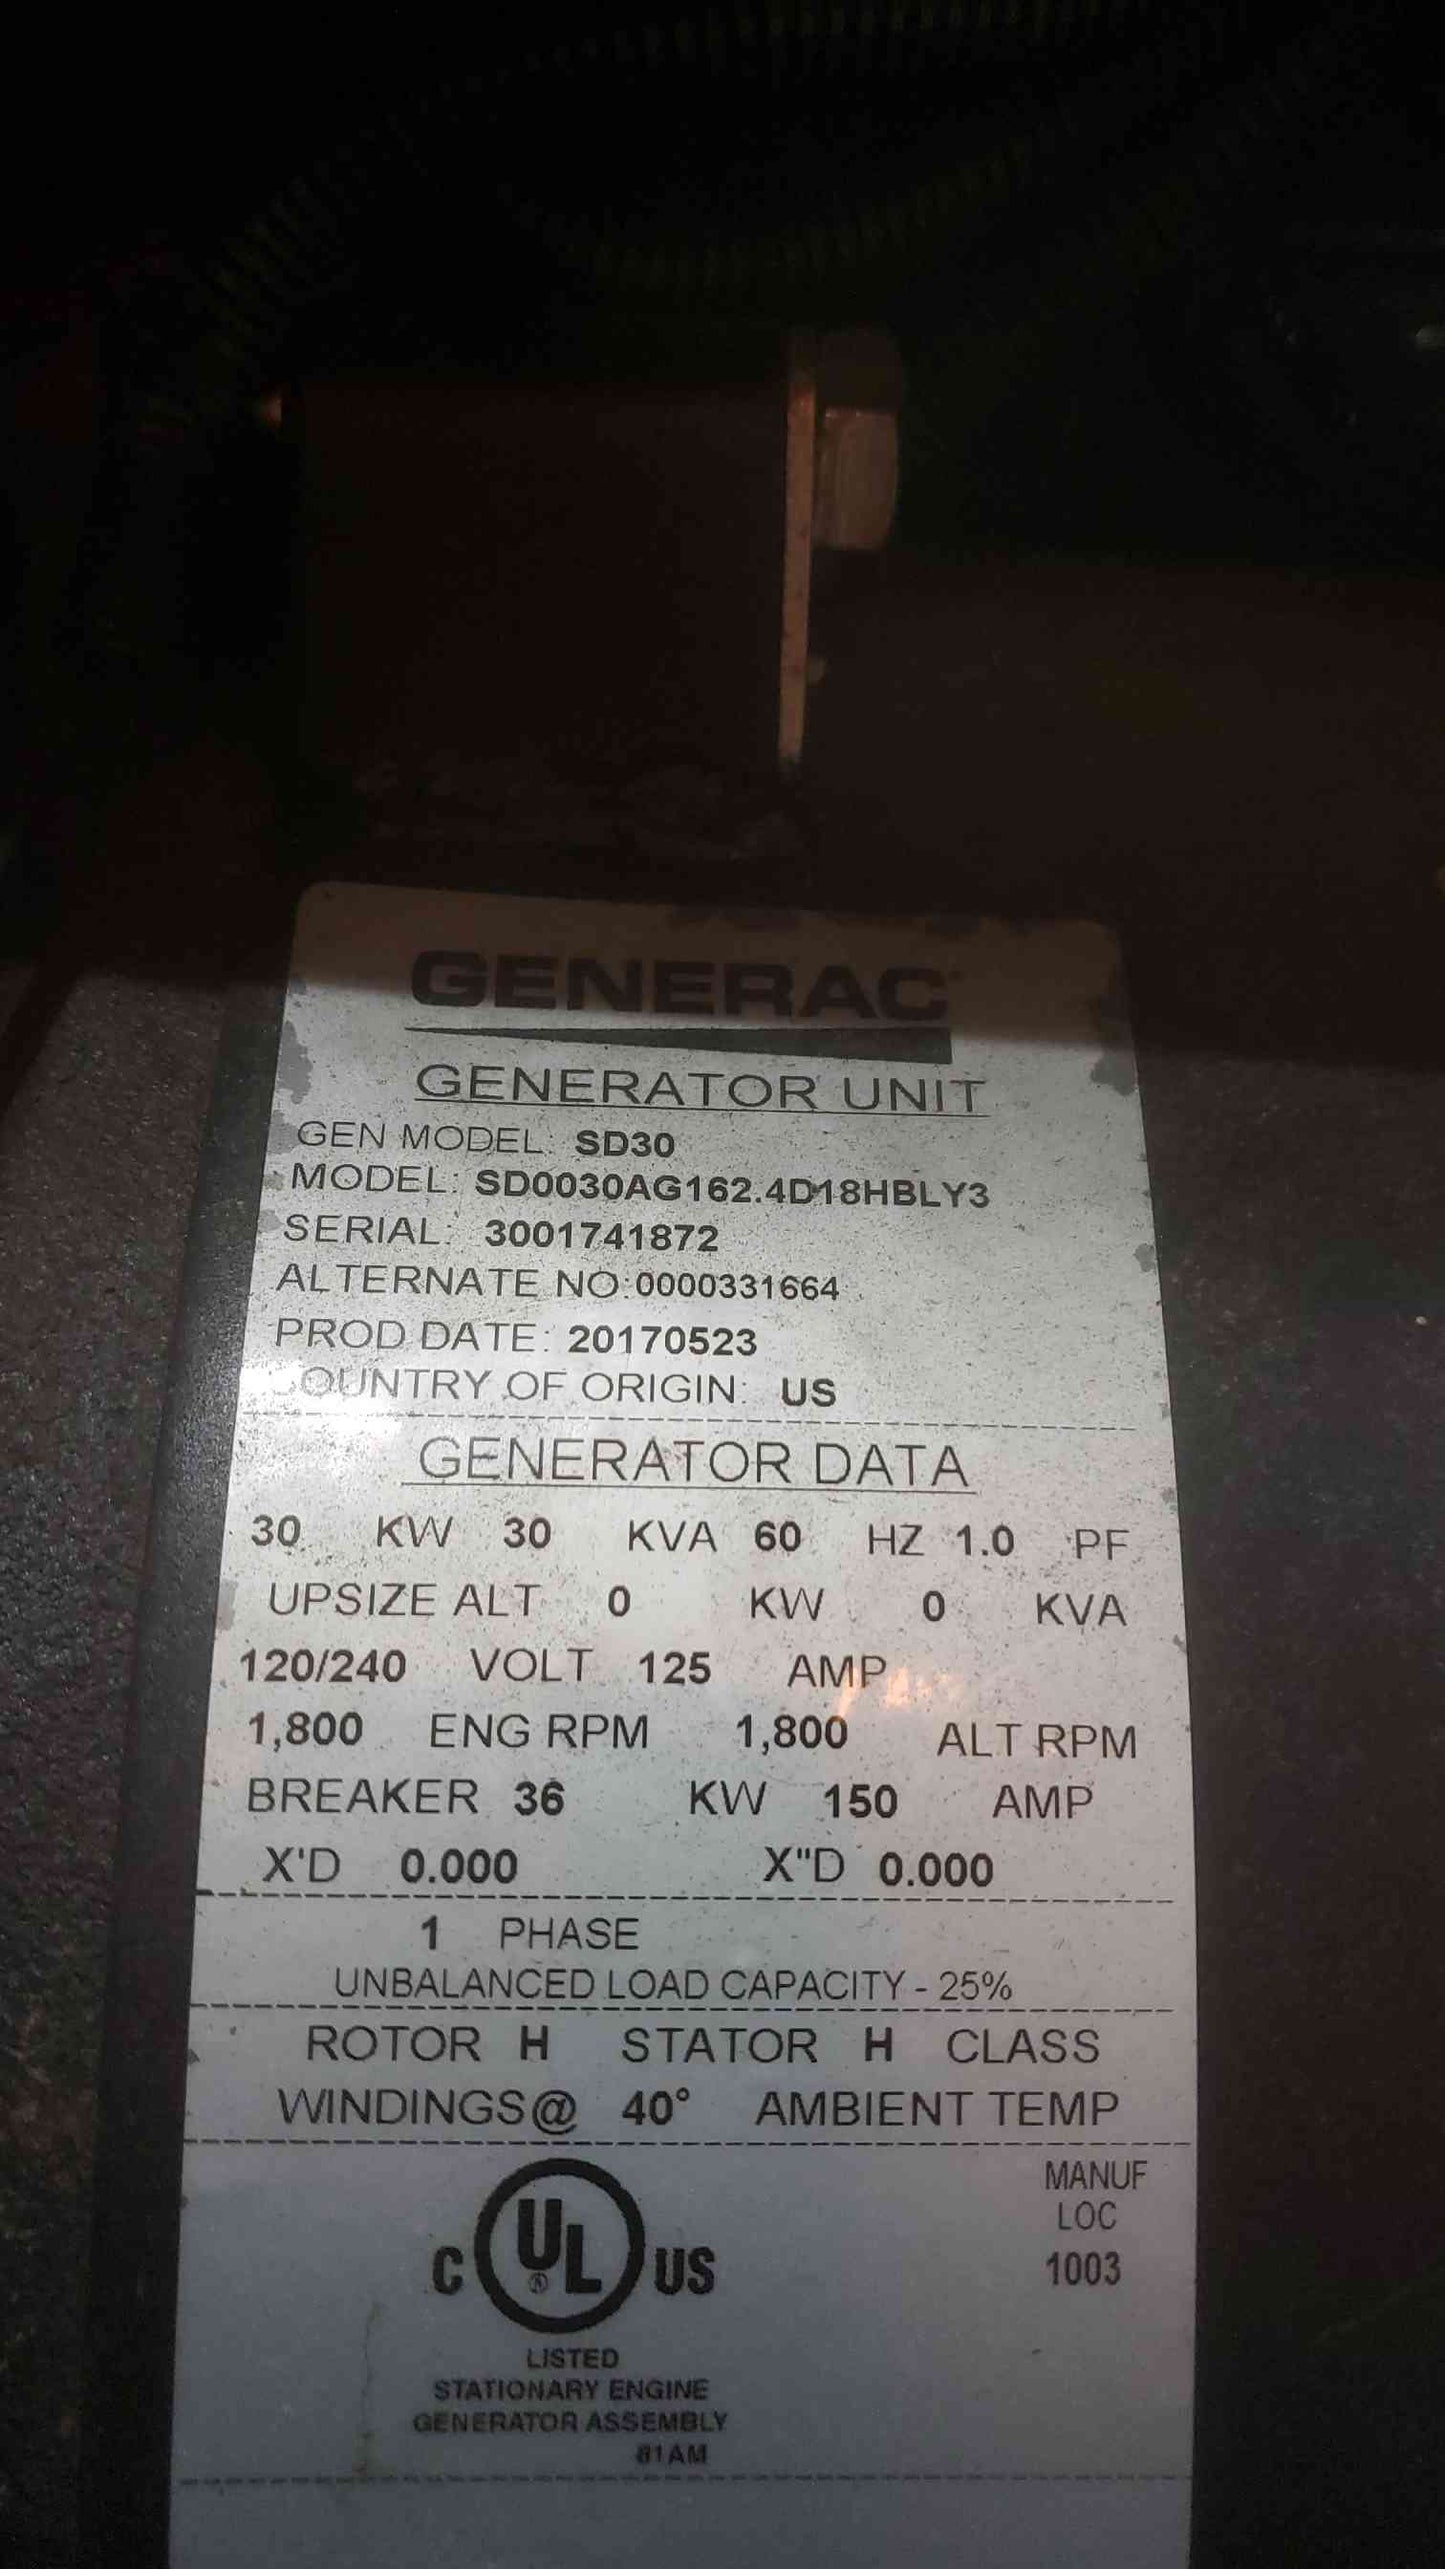 GENERAC
GENERATOR UNIT
GEN MODEL: SD30
MODEL: SD0030AG162.4D18HBLY3
SERIAL: 3001741872
ALTERNATE NO:0000331664
PROD DATE: 20170523
COUNTRY OF ORIGIN: US
GENERATOR DATA
30 KW 30 KVA 60 HZ 1.0 PF
UPSIZE ALT 0 KW 0 KVA
120/240 VOLT 125 AMP
1,800 ENG RPM 1,800 ALT RPM
BREAKER 36 KW 150 AMP
X'D 0.000 X"D 0.000
1 PHASE
UNBALANCED LOAD CAPACITY - 25%
ROTOR H STATOR H CLASS
WINDINGS@ 40° AMBIENT TEMP
MANUF
LOC
1003
C UL® US
LISTED
STATIONARY ENGINE
GENERATOR ASSEMBLY
81AM